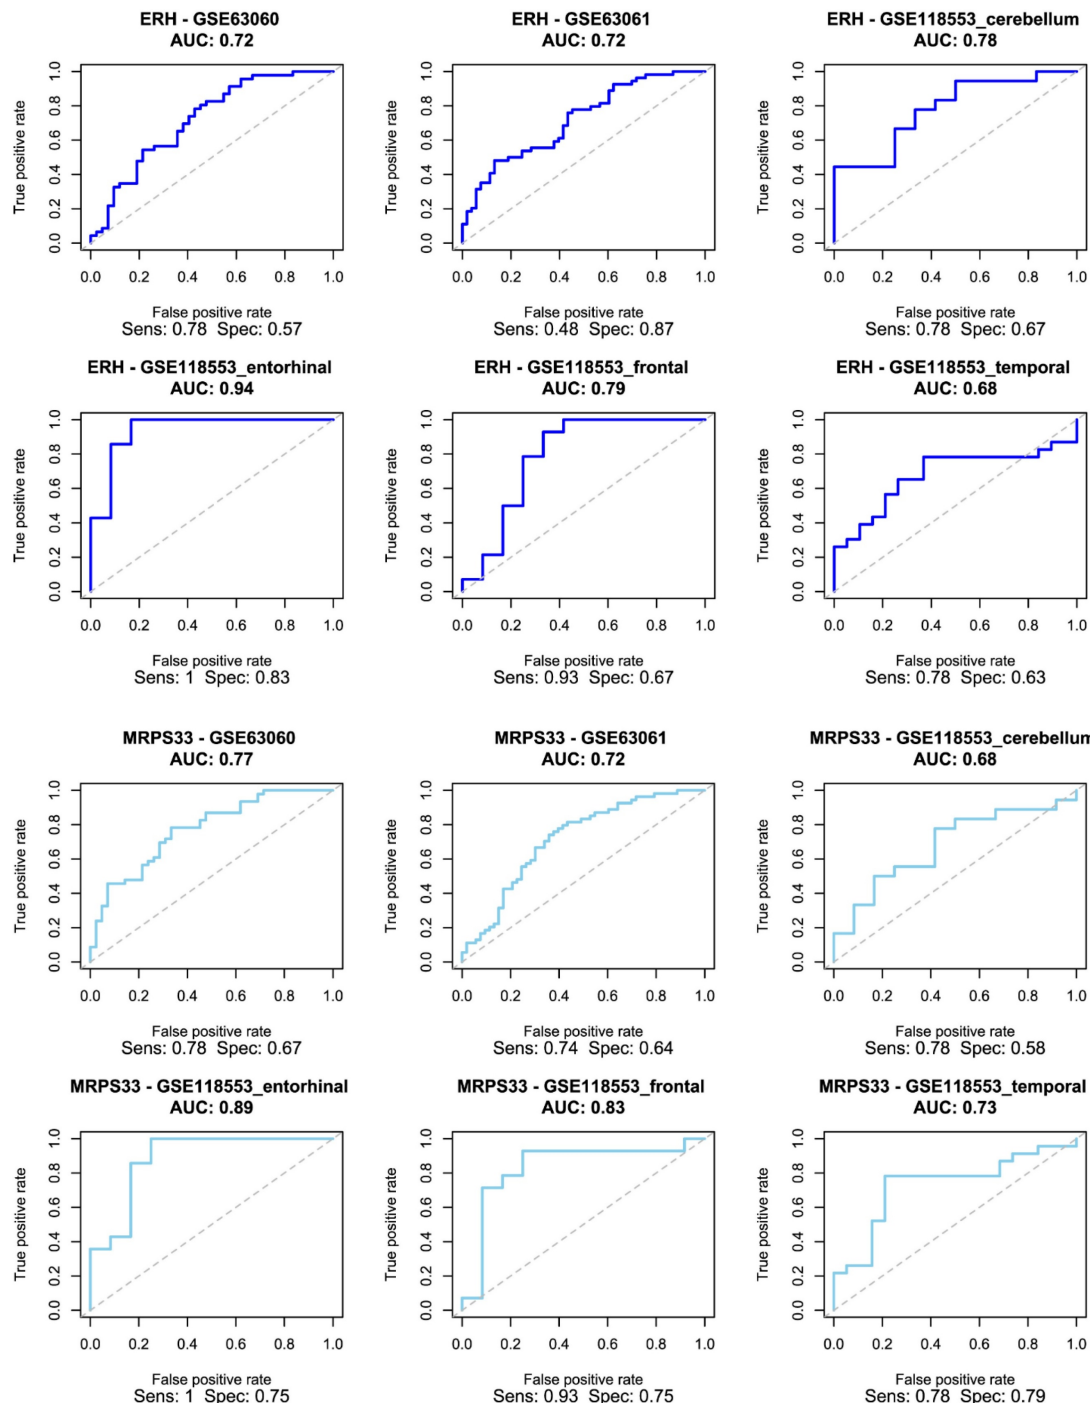 ERH - GSE63060
AUC: 0.72
True positive rate
0.0 0.2 0.4 0.6 0.8 1.0
0.0 0.2 0.4 0.6 0.8 1.0
False positive rate
Sens: 0.78 Spec: 0.57
ERH - GSE63061
AUC: 0.72
True positive rate
0.0 0.2 0.4 0.6 0.8 1.0
0.0 0.2 0.4 0.6 0.8 1.0
False positive rate
Sens: 0.48 Spec: 0.87
ERH - GSE118553_cerebellum
AUC: 0.78
True positive rate
0.0 0.2 0.4 0.6 0.8 1.0
0.0 0.2 0.4 0.6 0.8 1.0
False positive rate
Sens: 0.78 Spec: 0.67
ERH - GSE118553_entorhinal
AUC: 0.94
True positive rate
0.0 0.2 0.4 0.6 0.8 1.0
0.0 0.2 0.4 0.6 0.8 1.0
False positive rate
Sens: 1 Spec: 0.83
ERH - GSE118553_frontal
AUC: 0.79
True positive rate
0.0 0.2 0.4 0.6 0.8 1.0
0.0 0.2 0.4 0.6 0.8 1.0
False positive rate
Sens: 0.93 Spec: 0.67
ERH - GSE118553_temporal
AUC: 0.68
True positive rate
0.0 0.2 0.4 0.6 0.8 1.0
0.0 0.2 0.4 0.6 0.8 1.0
False positive rate
Sens: 0.78 Spec: 0.63
MRPS33 - GSE63060
AUC: 0.77
True positive rate
0.0 0.2 0.4 0.6 0.8 1.0
0.0 0.2 0.4 0.6 0.8 1.0
False positive rate
Sens: 0.78 Spec: 0.67
MRPS33 - GSE63061
AUC: 0.72
True positive rate
0.0 0.2 0.4 0.6 0.8 1.0
0.0 0.2 0.4 0.6 0.8 1.0
False positive rate
Sens: 0.74 Spec: 0.64
MRPS33 - GSE118553_cerebellum
AUC: 0.68
True positive rate
0.0 0.2 0.4 0.6 0.8 1.0
0.0 0.2 0.4 0.6 0.8 1.0
False positive rate
Sens: 0.78 Spec: 0.58
MRPS33 - GSE118553_entorhinal
AUC: 0.89
True positive rate
0.0 0.2 0.4 0.6 0.8 1.0
0.0 0.2 0.4 0.6 0.8 1.0
False positive rate
Sens: 1 Spec: 0.75
MRPS33 - GSE118553_frontal
AUC: 0.83
True positive rate
0.0 0.2 0.4 0.6 0.8 1.0
0.0 0.2 0.4 0.6 0.8 1.0
False positive rate
Sens: 0.93 Spec: 0.75
MRPS33 - GSE118553_temporal
AUC: 0.73
True positive rate
0.0 0.2 0.4 0.6 0.8 1.0
0.0 0.2 0.4 0.6 0.8 1.0
False positive rate
Sens: 0.78 Spec: 0.79